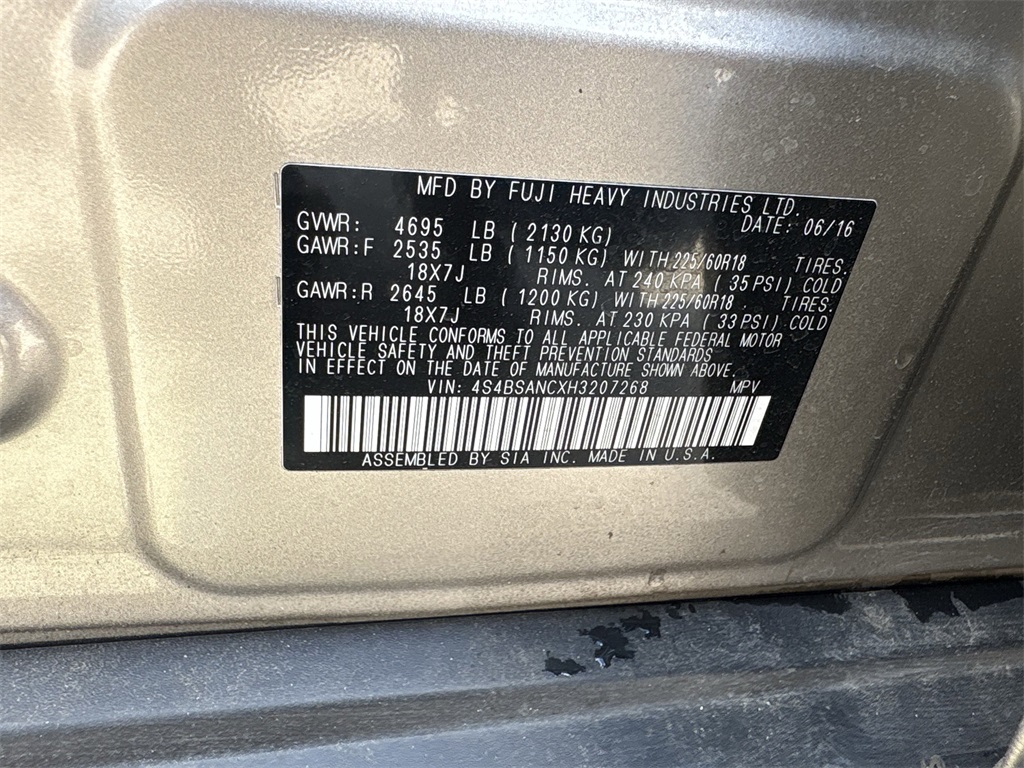 MFD BY FUJI HEAVY INDUSTRIES LTD.
DATE: 06/16
GVWR: 4695 LB (2130 KG)
GAWR:F 2535 LB (1150 KG) WITH 225/60R18 TIRES.
18X7J RIMS. AT 240 KPA (35 PSI) COLD
GAWR:R 2645 LB (1200 KG) WITH 225/60R18 TIRES.
18X7J RIMS. AT 230 KPA (33 PSI) COLD
THIS VEHICLE CONFORMS TO ALL APPLICABLE FEDERAL MOTOR
VEHICLE SAFETY AND THEFT PREVENTION STANDARDS
IN EFFECT ON THE DATE OF MANUFACTURE SHOWN ABOVE.
VIN: 4S4BSANCXH3207268 MPV
ASSEMBLED BY SIA INC. MADE IN U.S.A.